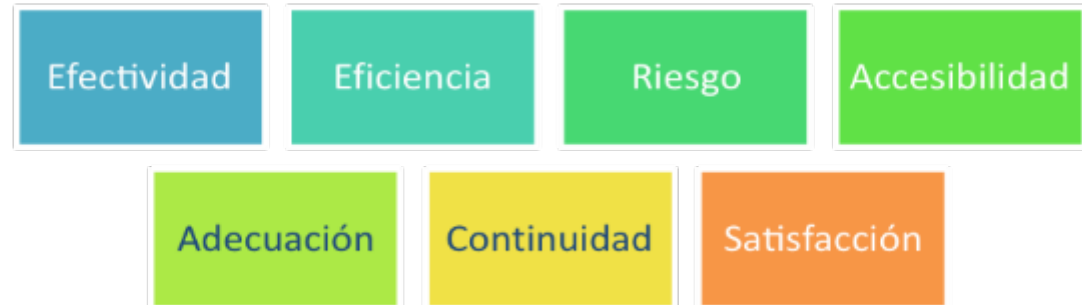 Efectividad
Eficiencia
Riesgo
Accesibilidad
Adecuación
Continuidad
Satisfacción